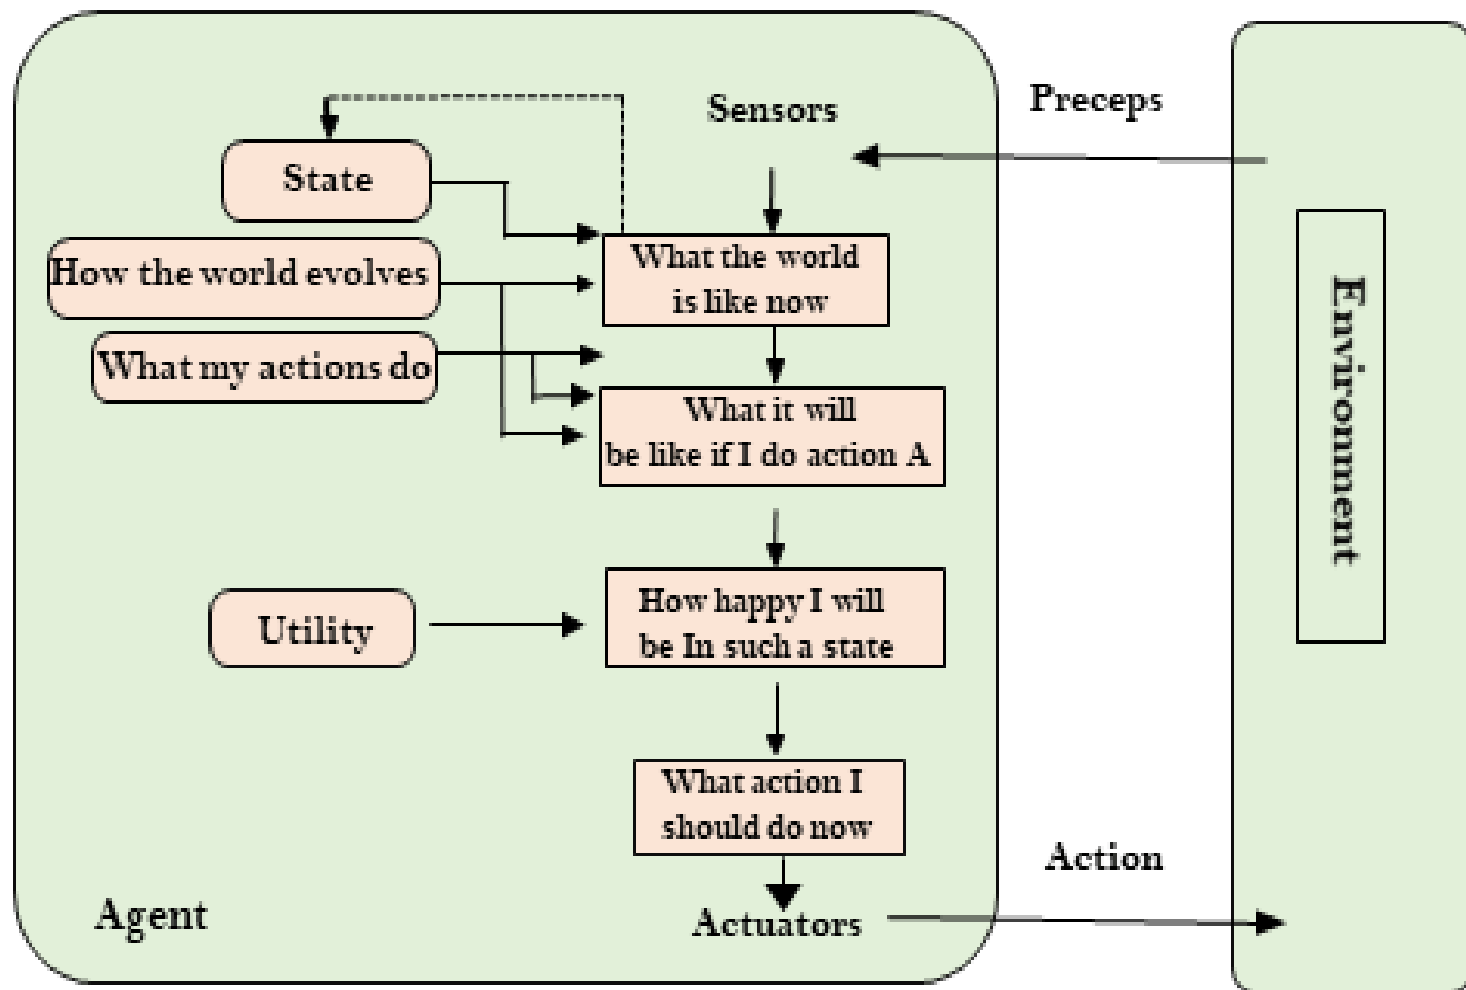 Sensors
Preceps
State
What the world
is like now
How the world evolves
What my actions do
What it will
be like if I do action A
Environment
Utility
How happy I will
be In such a state
What action I
should do now
Action
Agent
Actuators